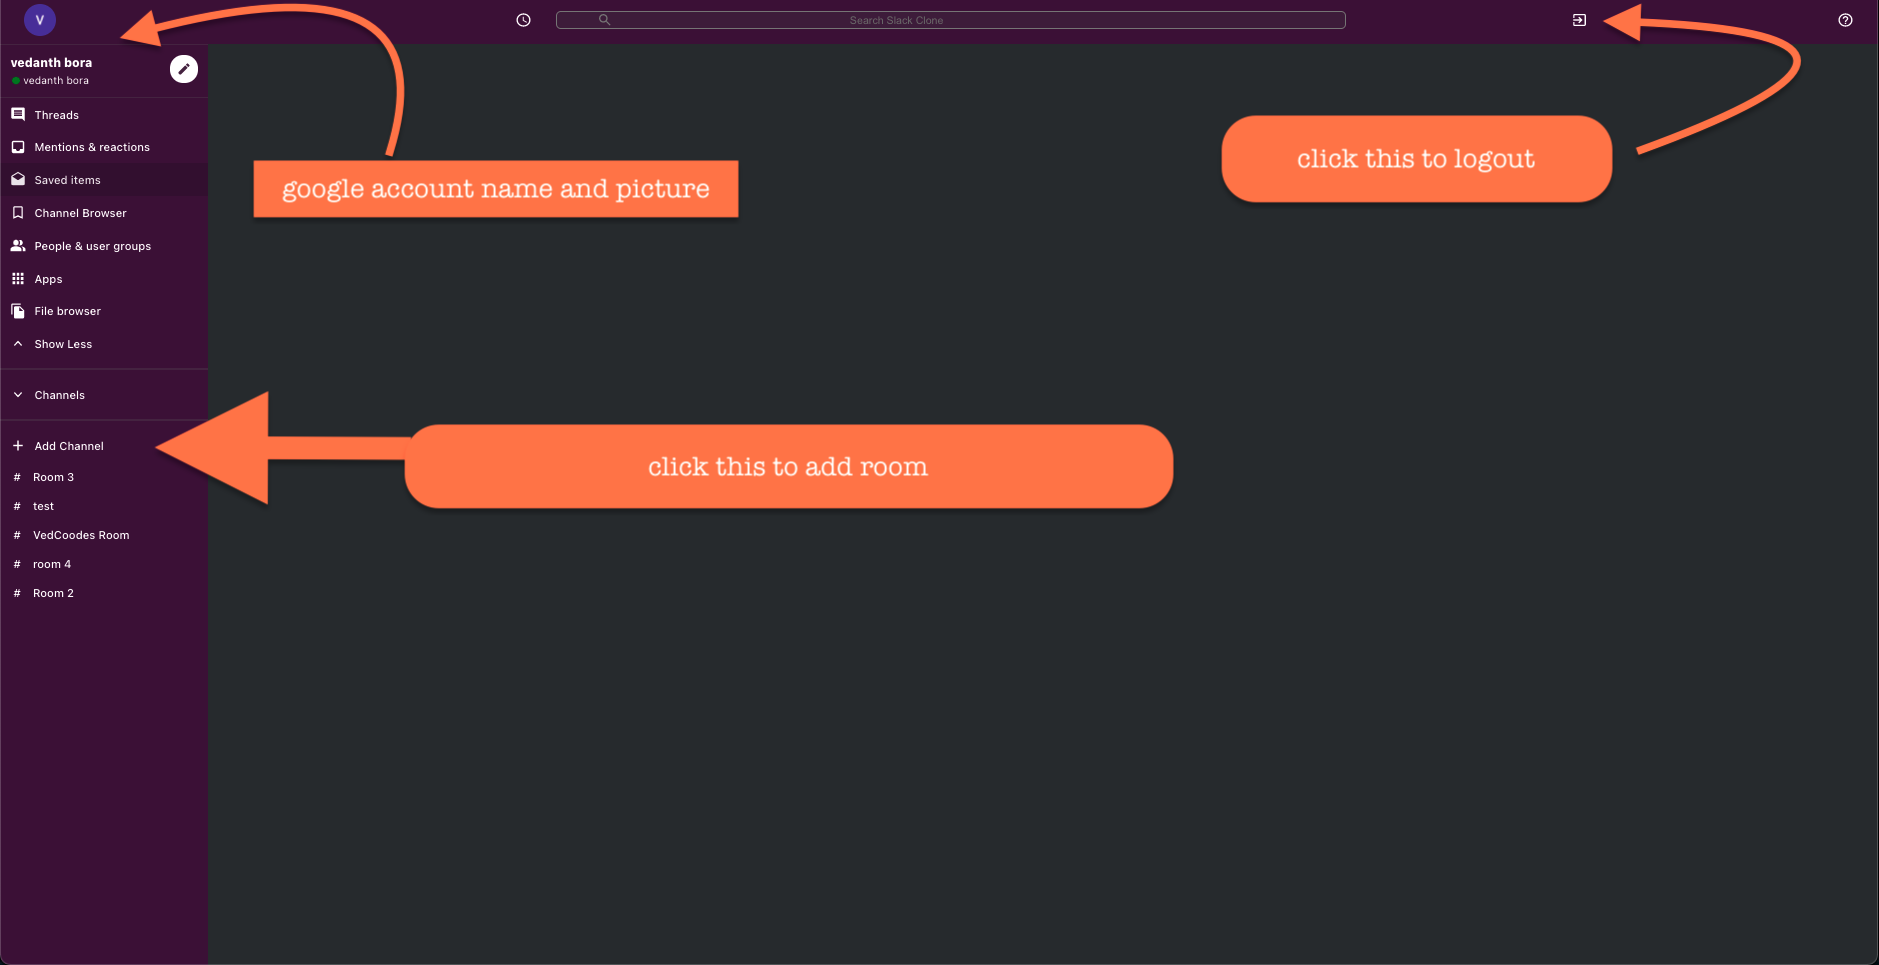 V
Search Slack Clone
vedanth bora
vedanth bora
Threads
Mentions & reactions
Saved items
Channel Browser
People & user groups
Apps
File browser
Show Less
Channels
Add Channel
# Room 3
# test
# VedCoodes Room
# room 4
# Room 2
google account name and picture
click this to logout
click this to add room